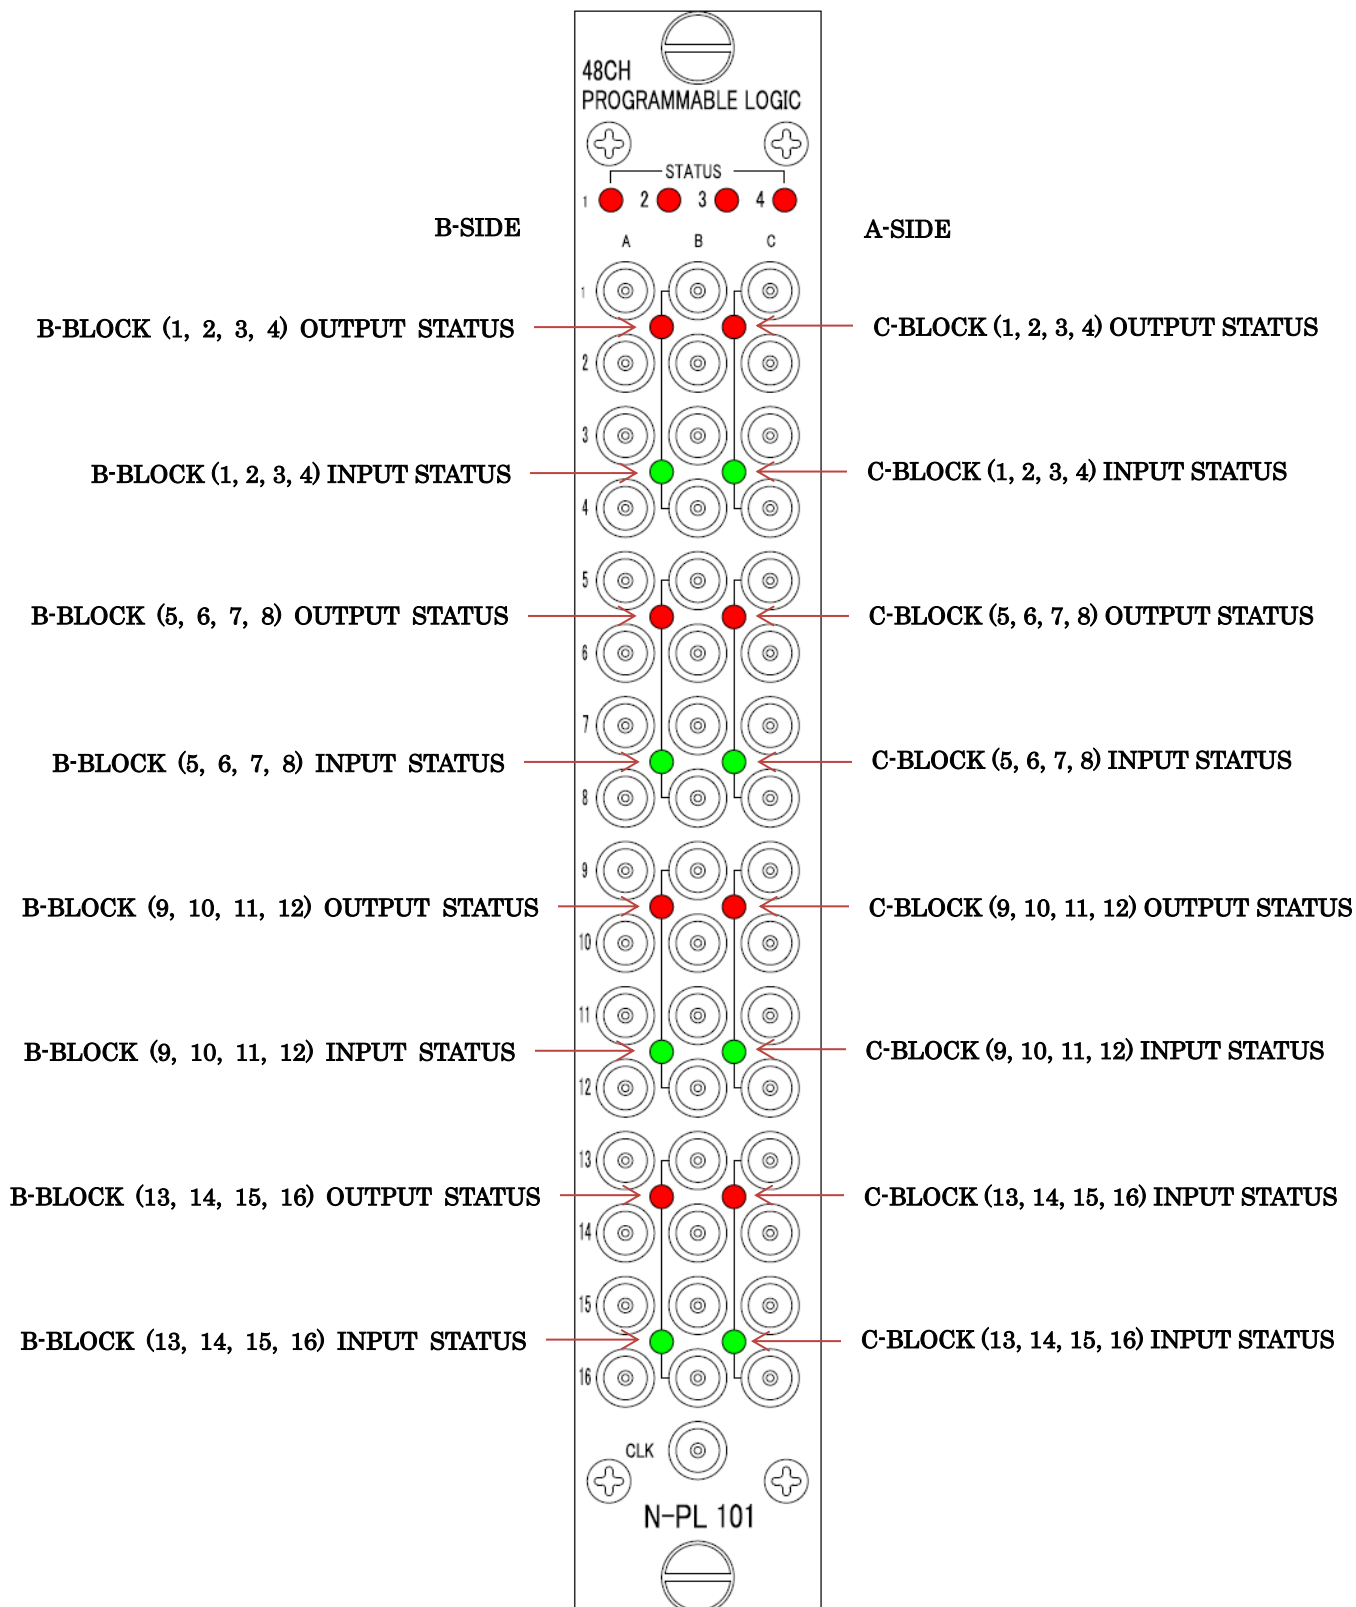 48CH
PROGRAMMABLE LOGIC
STATUS
1 2 3 4
B-SIDE
A-SIDE
A B C
1
B-BLOCK (1, 2, 3, 4) OUTPUT STATUS
C-BLOCK (1, 2, 3, 4) OUTPUT STATUS
2
3
B-BLOCK (1, 2, 3, 4) INPUT STATUS
C-BLOCK (1, 2, 3, 4) INPUT STATUS
4
5
B-BLOCK (5, 6, 7, 8) OUTPUT STATUS
C-BLOCK (5, 6, 7, 8) OUTPUT STATUS
6
7
B-BLOCK (5, 6, 7, 8) INPUT STATUS
C-BLOCK (5, 6, 7, 8) INPUT STATUS
8
9
B-BLOCK (9, 10, 11, 12) OUTPUT STATUS
C-BLOCK (9, 10, 11, 12) OUTPUT STATUS
10
11
B-BLOCK (9, 10, 11, 12) INPUT STATUS
C-BLOCK (9, 10, 11, 12) INPUT STATUS
12
13
B-BLOCK (13, 14, 15, 16) OUTPUT STATUS
C-BLOCK (13, 14, 15, 16) INPUT STATUS
14
15
B-BLOCK (13, 14, 15, 16) INPUT STATUS
C-BLOCK (13, 14, 15, 16) INPUT STATUS
16
CLK
N-PL 101